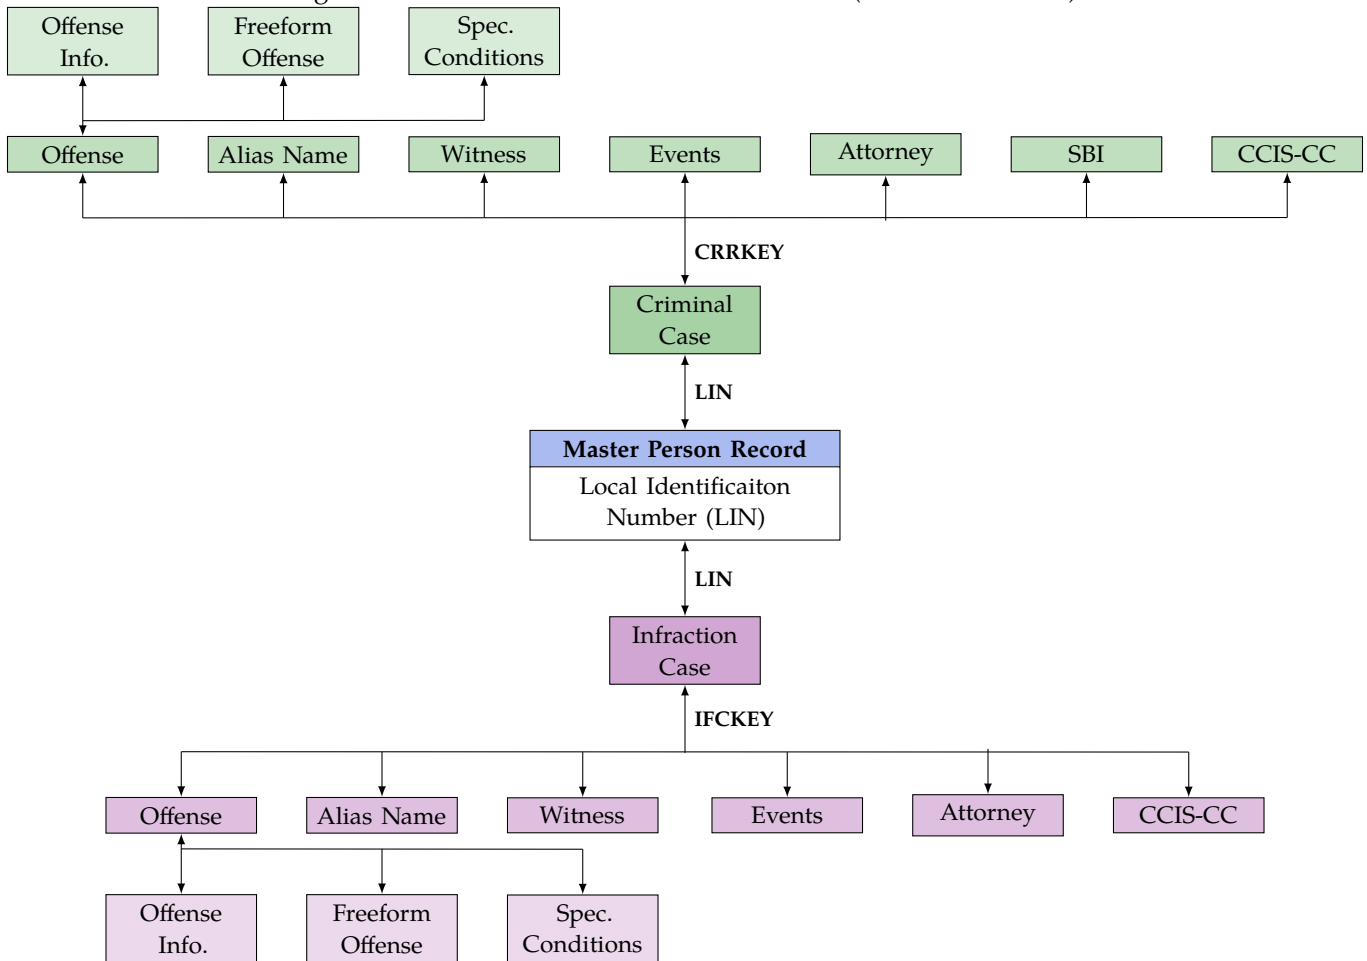 Offense
Info.
Freeform
Offense
Spec.
Conditions
Offense
Alias Name
Witness
Events
Attorney
SBI
CCIS-CC
CRRKEY
Criminal
Case
LIN
Master Person Record
Local Identificaiton
Number (LIN)
LIN
Infraction
Case
IFCKEY
Offense
Alias Name
Witness
Events
Attorney
CCIS-CC
Offense
Info.
Freeform
Offense
Spec.
Conditions